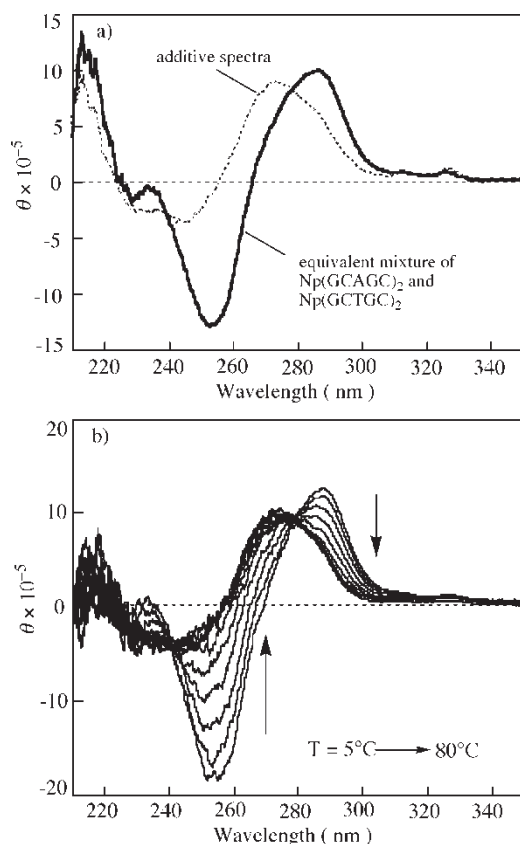 a)
15
10
5
0
-5
-10
-15
θ × 10⁻⁵
additive spectra
equivalent mixture of
Np(GCAGC)₂ and
Np(GCTGC)₂
220 240 260 280 300 320 340
Wavelength ( nm )
b)
20
10
0
-10
-20
θ × 10⁻⁵
T = 5°C ⟶ 80°C
220 240 260 280 300 320 340
Wavelength ( nm )